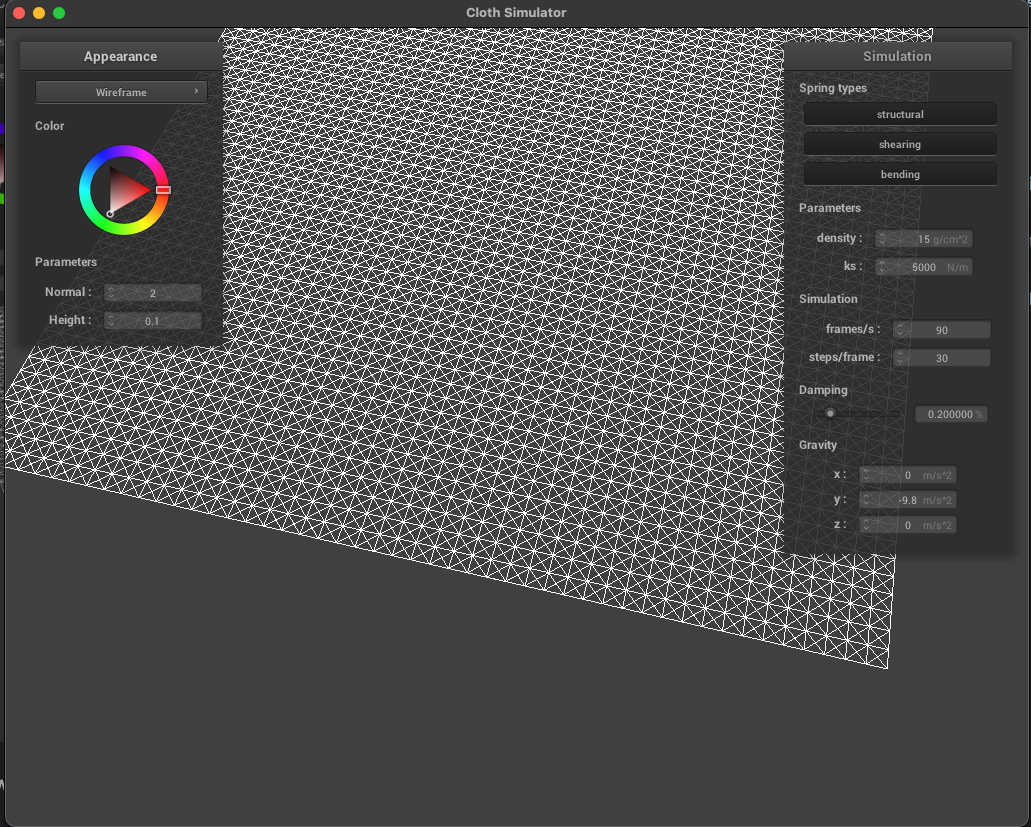 Cloth Simulator
Appearance
Wireframe
Color
Parameters
Normal : 2
Height : 0.1
Simulation
Spring types
structural
shearing
bending
Parameters
density : 15 g/cm^2
ks : 5000 N/m
Simulation
frames/s : 90
steps/frame : 30
Damping
0.200000 %
Gravity
x : 0 m/s^2
y : -9.8 m/s^2
z : 0 m/s^2